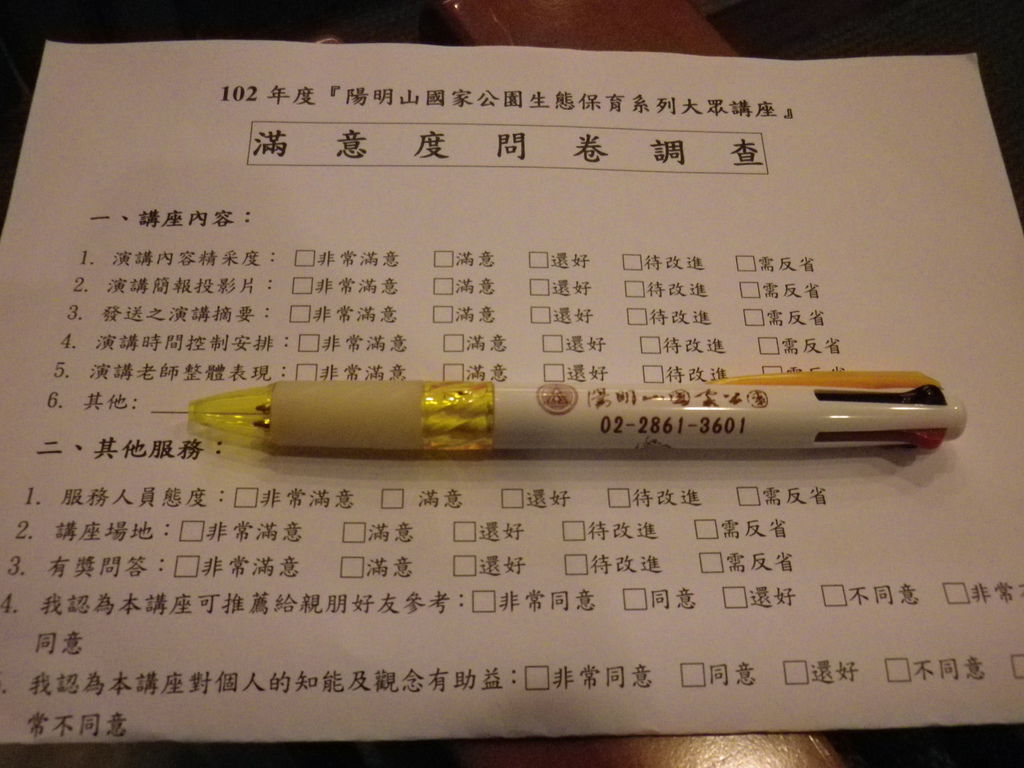 102 年度『陽明山國家公園生態保育系列大眾講座』
滿意度問卷調查
一、講座內容：
1. 演講內容精采度：□非常滿意 □滿意 □還好 □待改進 □需反省
2. 演講簡報投影片：□非常滿意 □滿意 □還好 □待改進 □需反省
3. 發送之演講摘要：□非常滿意 □滿意 □還好 □待改進 □需反省
4. 演講時間控制安排：□非常滿意 □滿意 □還好 □待改進 □需反省
5. 演講老師整體表現：□非常滿意 □滿意 □還好 □待改進 □需反省
6. 其他：
陽明山國家公園
02-2861-3601
二、其他服務：
1. 服務人員態度：□非常滿意 □ 滿意 □還好 □待改進 □需反省
2. 講座場地：□非常滿意 □滿意 □還好 □待改進 □需反省
3. 有獎問答：□非常滿意 □滿意 □還好 □待改進 □需反省
4. 我認為本講座可推薦給親朋好友參考：□非常同意 □同意 □還好 □不同意 □非常不
同意
我認為本講座對個人的知能及觀念有助益：□非常同意 □同意 □還好 □不同意 □
常不同意